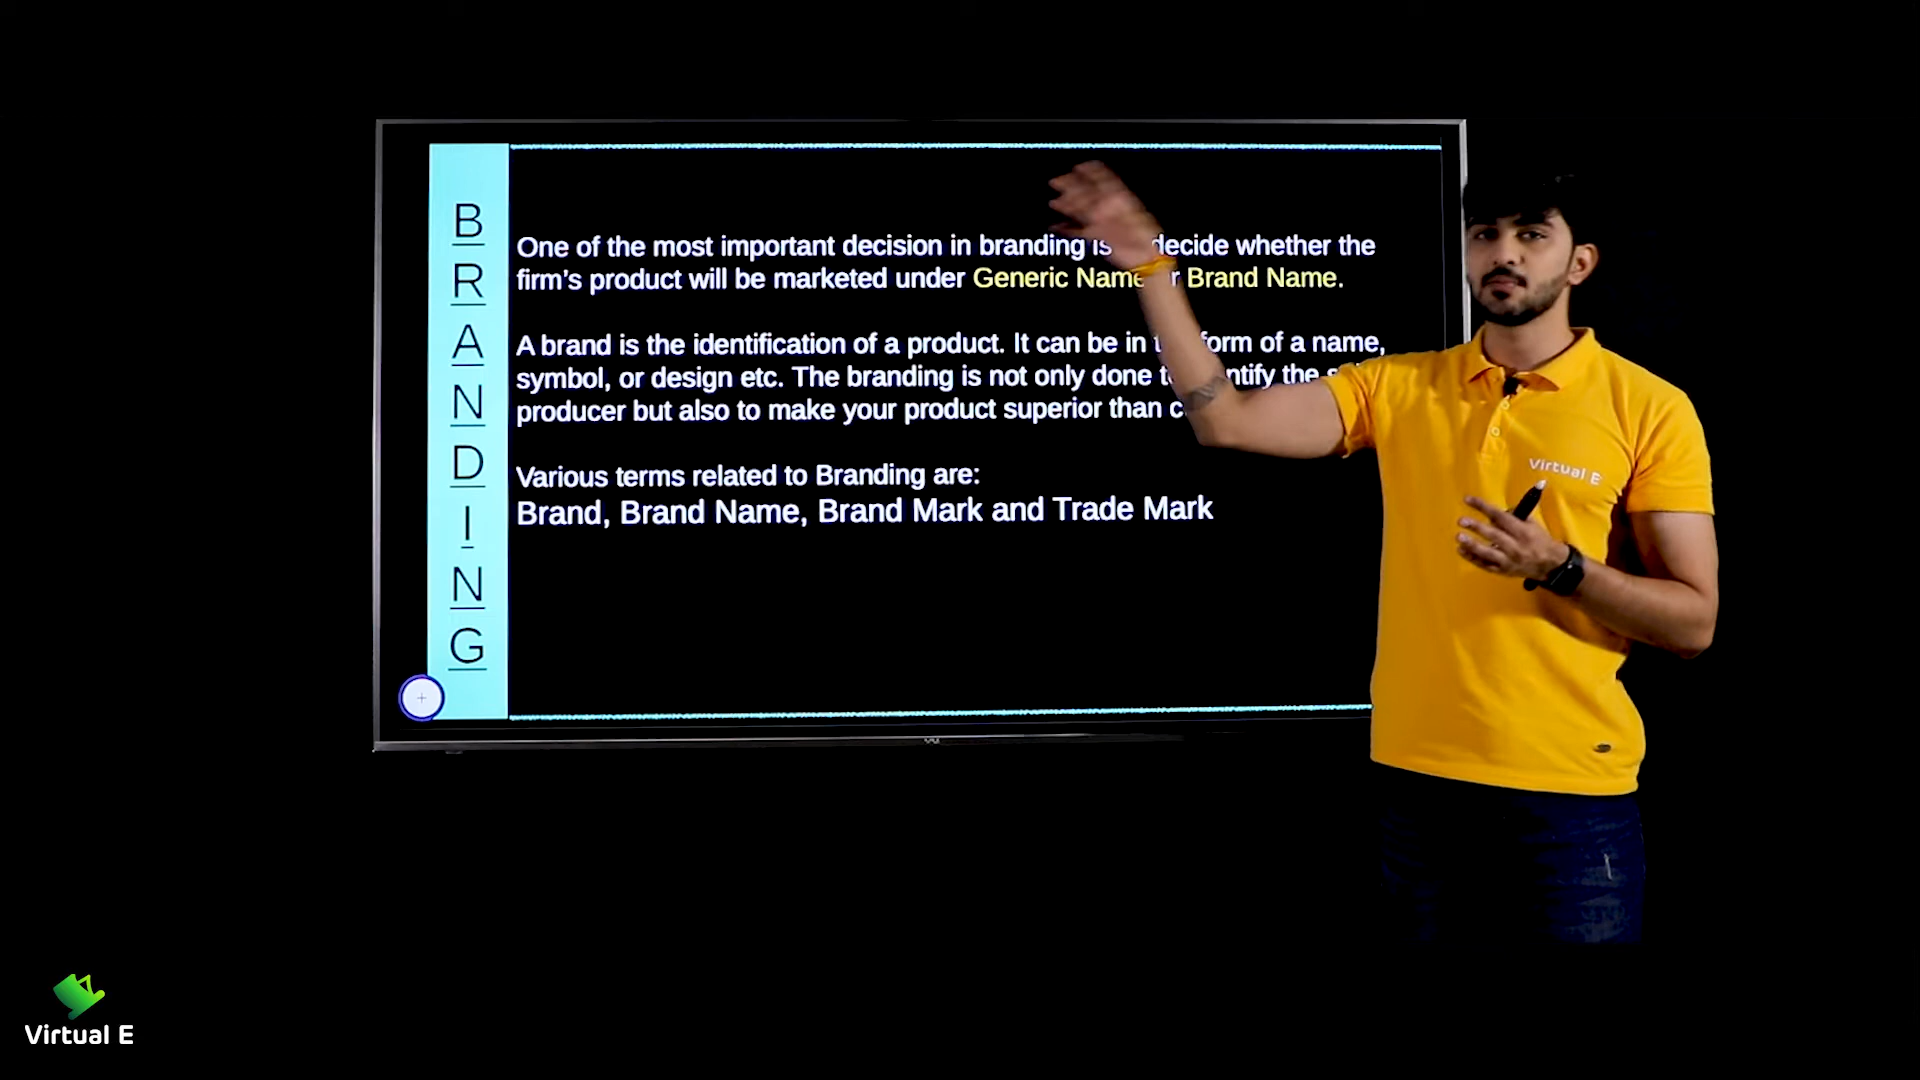 BRANDING
One of the most important decision in branding is decide whether the
firm's product will be marketed under Generic Name Brand Name.
A brand is the identification of a product. It can be in form of a name,
symbol, or design etc. The branding is not only done the
producer but also to make your product superior than
Various terms related to Branding are:
Brand, Brand Name, Brand Mark and Trade Mark
Virtual E
Virtual E